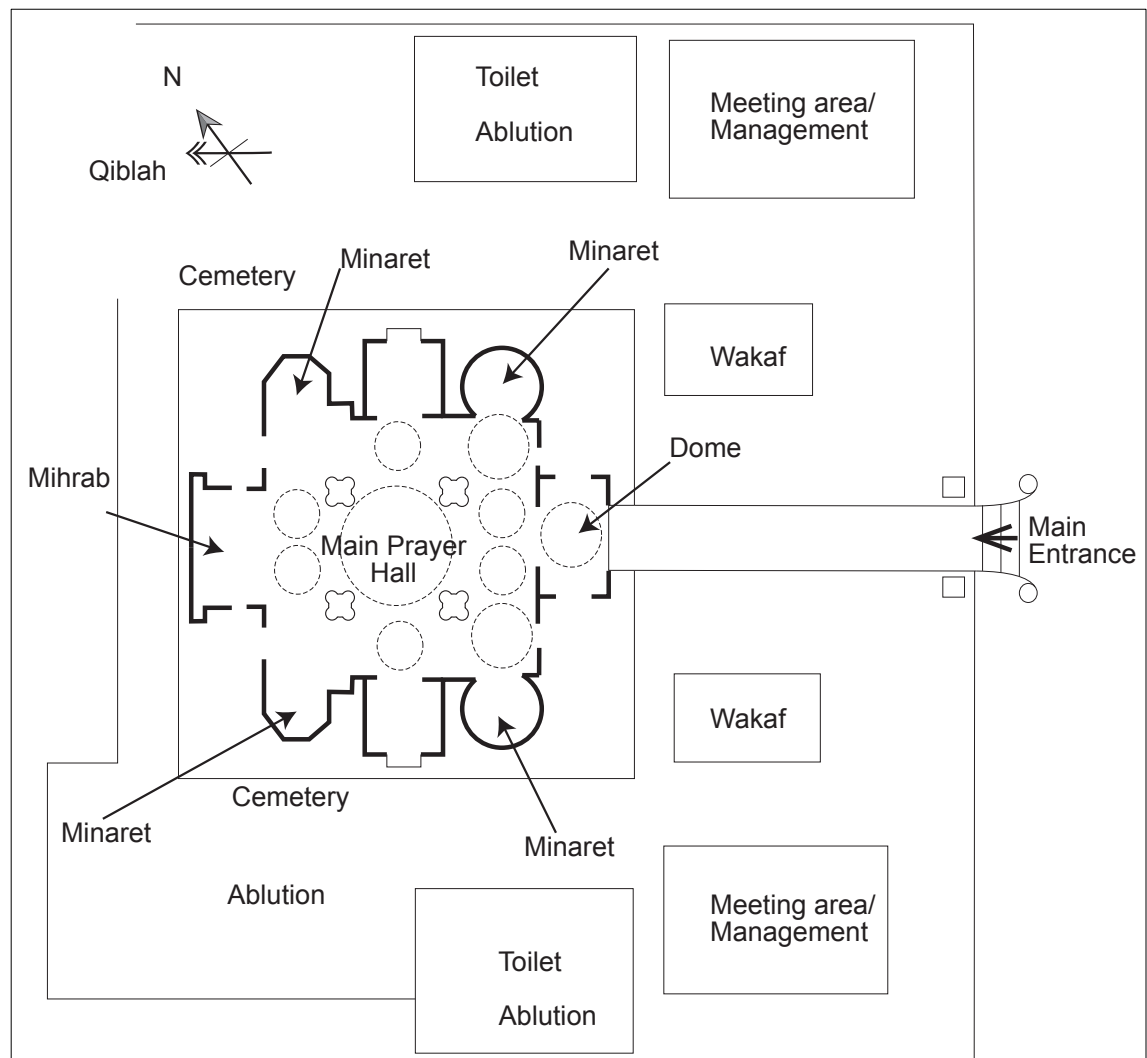 N
Qiblah
Toilet
Ablution
Meeting area/
Management
Cemetery
Minaret
Minaret
Wakaf
Dome
Mihrab
Main Prayer
Hall
Main
Entrance
Wakaf
Cemetery
Minaret
Minaret
Ablution
Meeting area/
Management
Toilet
Ablution